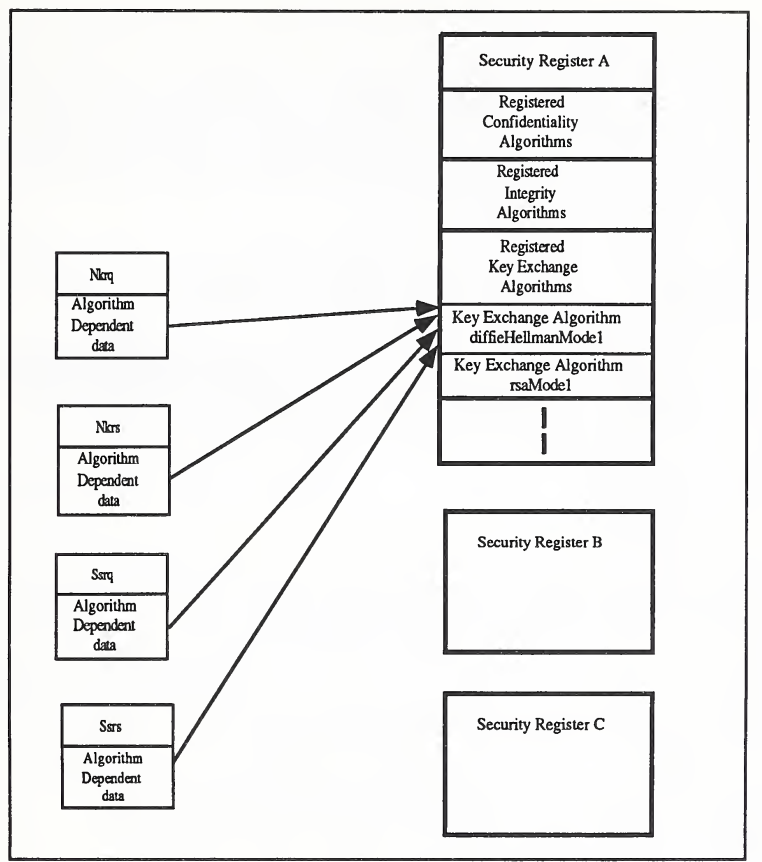 Security Register A
Registered
Confidentiality
Algorithms
Registered
Integrity
Algorithms
Registered
Key Exchange
Algorithms
Key Exchange Algorithm
diffieHellmanMode1
Key Exchange Algorithm
rsaMode1
Nkrq
Algorithm
Dependent
data
Nkrs
Algorithm
Dependent
data
Ssrq
Algorithm
Dependent
data
Ssrs
Algorithm
Dependent
data
Security Register B
Security Register C